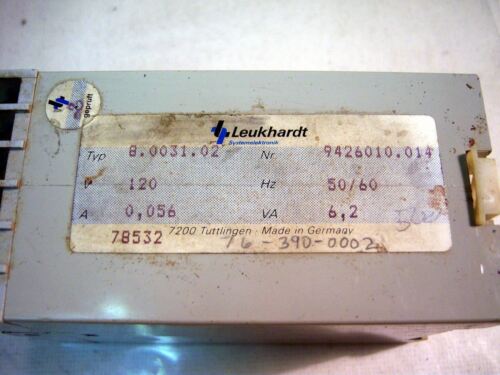 geprüft
Leukhardt
Systemelektronik
Typ 8.0031.02 Nr. 9426010.014
V 120 Hz 50/60
A 0,056 VA 6,2
78532 7200 Tuttlingen · Made in Germany
76-390-0002